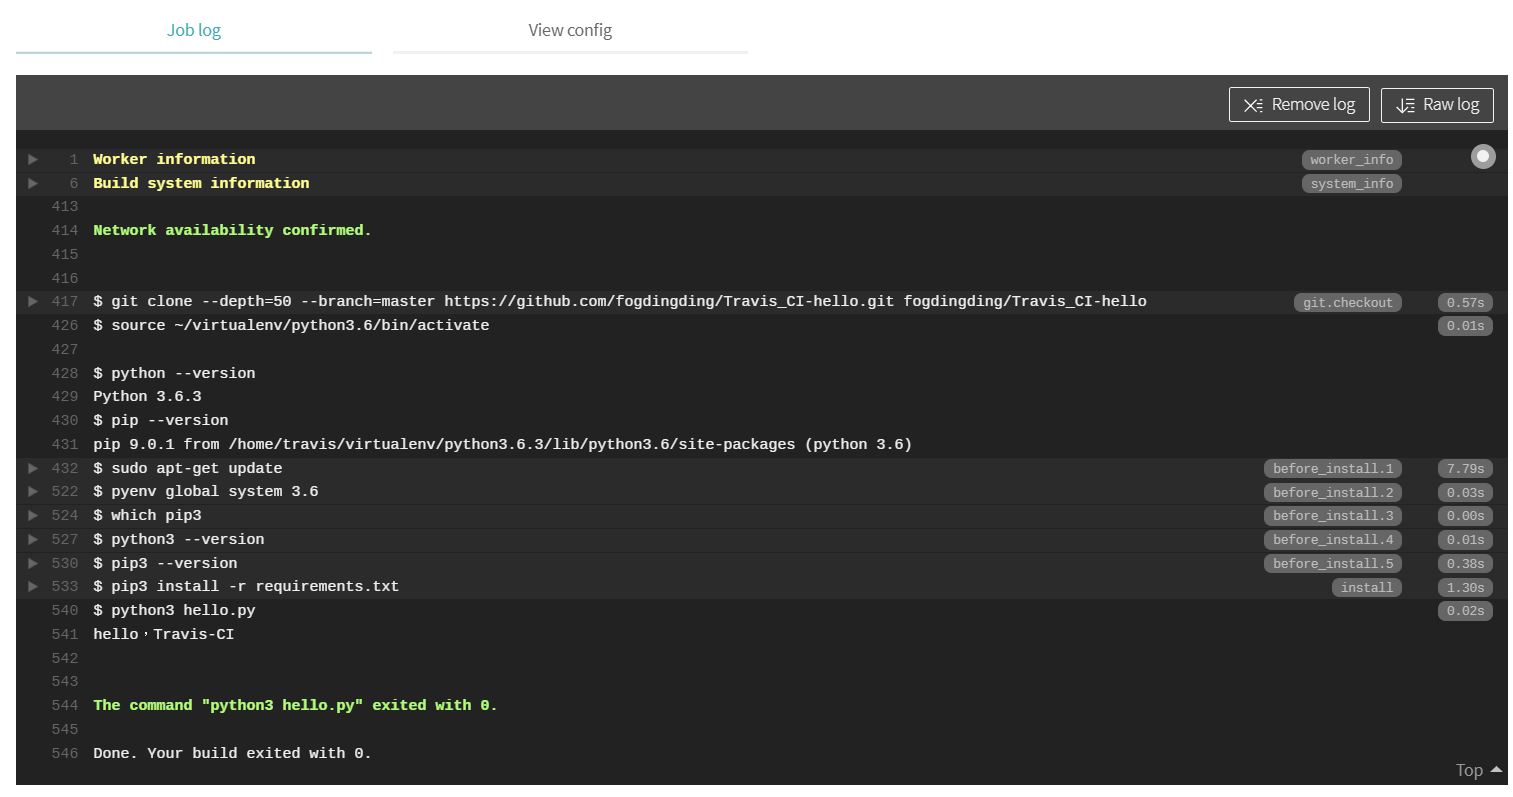 Job log
View config
Remove log
Raw log
1 Worker information worker_info
6 Build system information system_info
413
414 Network availability confirmed.
415
416
417 $ git clone --depth=50 --branch=master https://github.com/fogdingding/Travis_CI-hello.git fogdingding/Travis_CI-hello git.checkout 0.57s
426 $ source ~/virtualenv/python3.6/bin/activate 0.01s
427
428 $ python --version
429 Python 3.6.3
430 $ pip --version
431 pip 9.0.1 from /home/travis/virtualenv/python3.6.3/lib/python3.6/site-packages (python 3.6)
432 $ sudo apt-get update before_install.1 7.79s
522 $ pyenv global system 3.6 before_install.2 0.03s
524 $ which pip3 before_install.3 0.00s
527 $ python3 --version before_install.4 0.01s
530 $ pip3 --version before_install.5 0.38s
533 $ pip3 install -r requirements.txt install 1.30s
540 $ python3 hello.py 0.02s
541 hello，Travis-CI
542
543
544 The command "python3 hello.py" exited with 0.
545
546 Done. Your build exited with 0.
Top